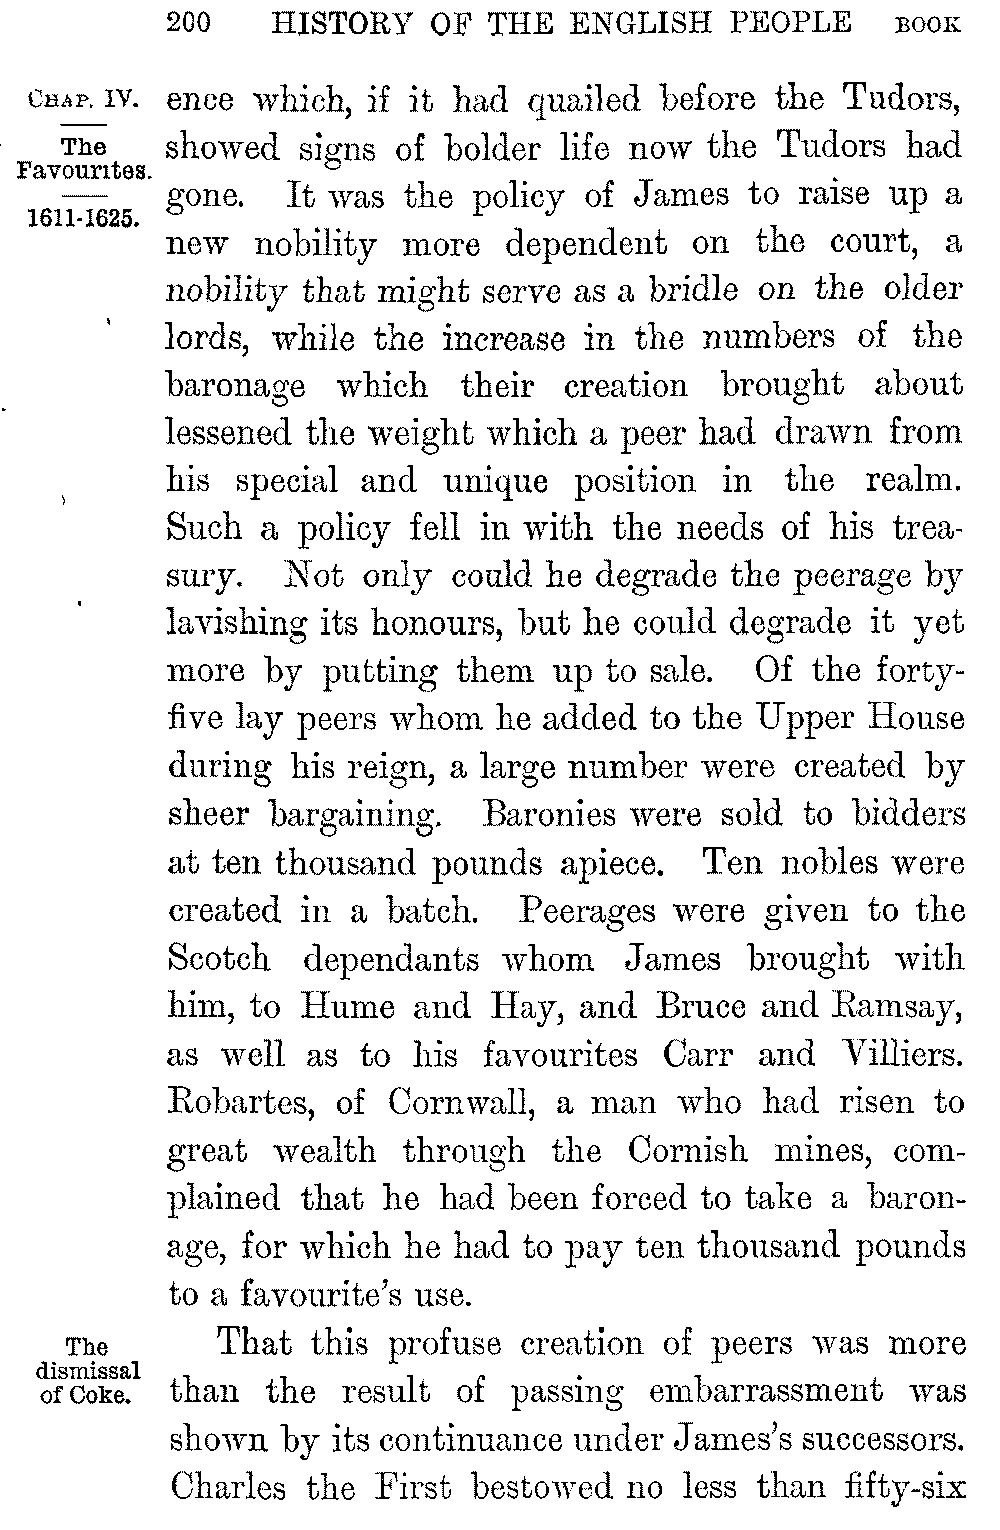 200 HISTORY OF THE ENGLISH PEOPLE BOOK
CHAP. IV.
The
Favourites.
1611-1625.
ence which, if it had quailed before the Tudors,
showed signs of bolder life now the Tudors had
gone. It was the policy of James to raise up a
new nobility more dependent on the court, a
nobility that might serve as a bridle on the older
lords, while the increase in the numbers of the
baronage which their creation brought about
lessened the weight which a peer had drawn from
his special and unique position in the realm.
Such a policy fell in with the needs of his trea-
sury. Not only could he degrade the peerage by
lavishing its honours, but he could degrade it yet
more by putting them up to sale. Of the forty-
five lay peers whom he added to the Upper House
during his reign, a large number were created by
sheer bargaining. Baronies were sold to bidders
at ten thousand pounds apiece. Ten nobles were
created in a batch. Peerages were given to the
Scotch dependants whom James brought with
him, to Hume and Hay, and Bruce and Ramsay,
as well as to his favourites Carr and Villiers.
Robartes, of Cornwall, a man who had risen to
great wealth through the Cornish mines, com-
plained that he had been forced to take a baron-
age, for which he had to pay ten thousand pounds
to a favourite's use.
The
dismissal
of Coke.
That this profuse creation of peers was more
than the result of passing embarrassment was
shown by its continuance under James's successors.
Charles the First bestowed no less than fifty-six